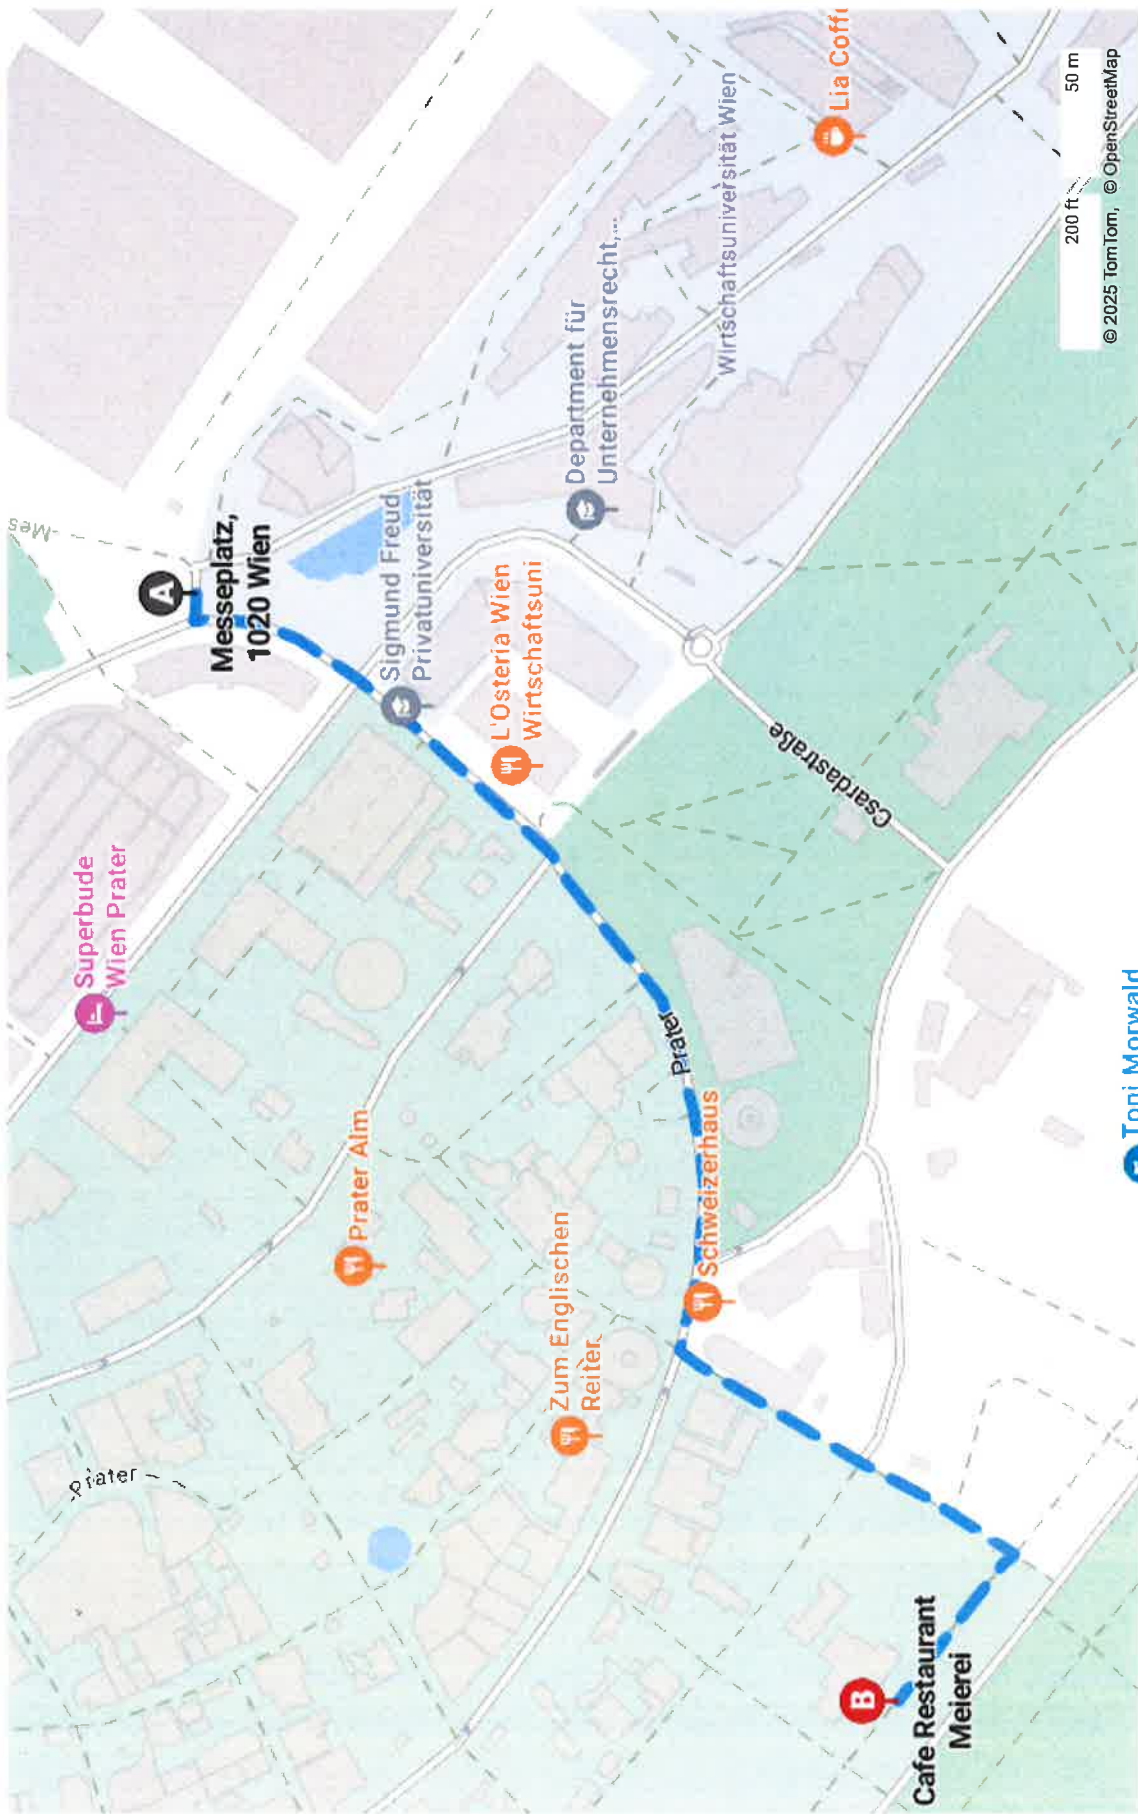 Mes
A
Messeplatz,
1020 Wien
Superbude
Wien Prater
Sigmund Freud
Privatuniversität
L'Osteria Wien
Wirtschaftsuni
Department für
Unternehmensrecht,...
Wirtschaftsuniversität Wien
Lia Coffe
Prater Alm
Zum Englischen
Reiter
Prater
Prater
Schweizerhaus
Csardastraße
B
Cafe Restaurant
Meierei
Toni Morwald
200 ft
50 m
© 2025 TomTom, © OpenStreetMap